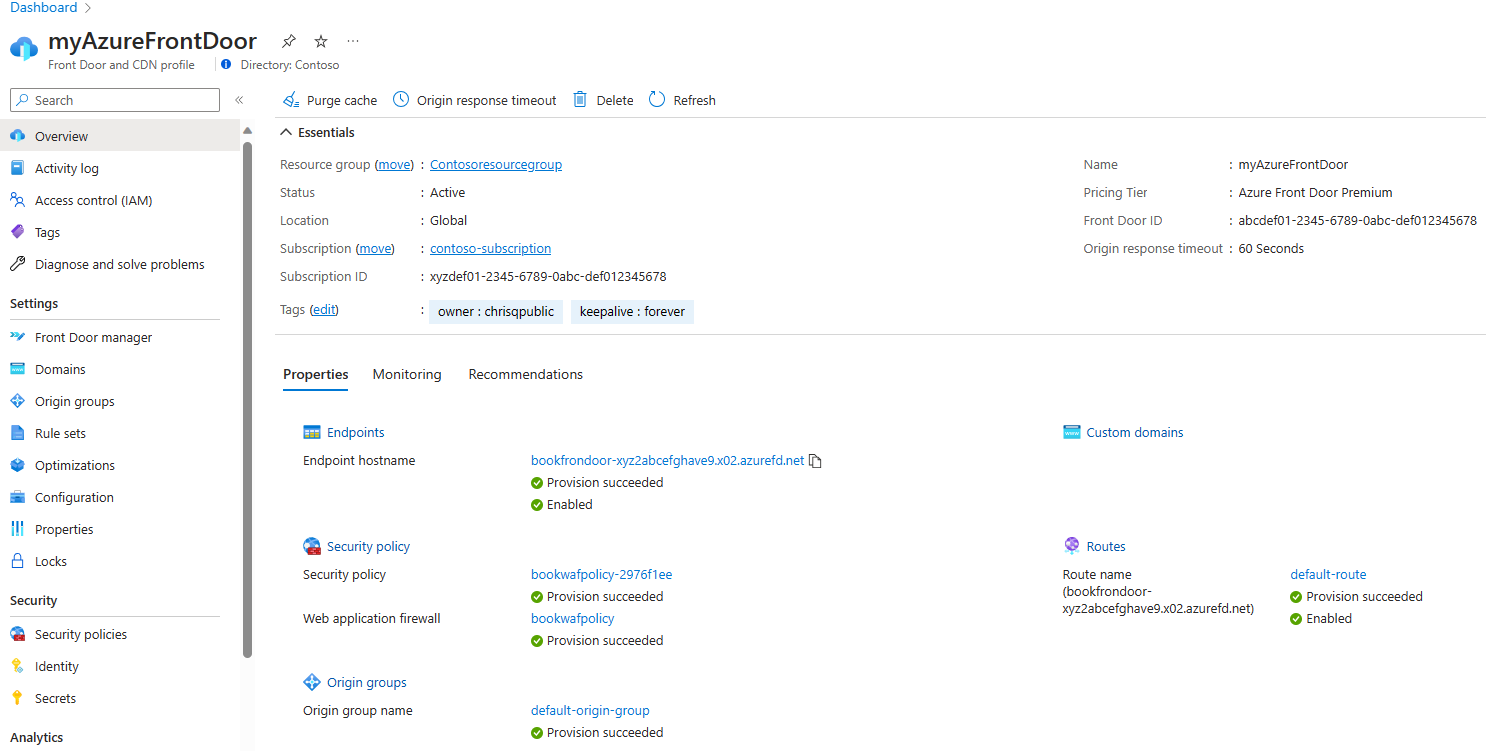 Dashboard
myAzureFrontDoor
Front Door and CDN profile
Directory: Contoso
Search
Overview
Activity log
Access control (IAM)
Tags
Diagnose and solve problems
Settings
Front Door manager
Domains
Origin groups
Rule sets
Optimizations
Configuration
Properties
Locks
Security
Security policies
Identity
Secrets
Analytics
Purge cache Origin response timeout Delete Refresh
Essentials
Resource group (move) : Contosoresourcegroup
Status : Active
Location : Global
Subscription (move) : contoso-subscription
Subscription ID : xyzdef01-2345-6789-0abc-def012345678
Tags (edit) : owner : chrisqpublic keepalive : forever
Name : myAzureFrontDoor
Pricing Tier : Azure Front Door Premium
Front Door ID : abcdef01-2345-6789-0abc-def012345678
Origin response timeout : 60 Seconds
Properties Monitoring Recommendations
Endpoints
Endpoint hostname bookfrondoor-xyz2abcefghave9.x02.azurefd.net
Provision succeeded
Enabled
Custom domains
Security policy
Security policy bookwafpolicy-2976f1ee
Provision succeeded
Web application firewall bookwafpolicy
Provision succeeded
Routes
Route name default-route
(bookfrondoor- Provision succeeded
xyz2abcefghave9.x02.azurefd.net) Enabled
Origin groups
Origin group name default-origin-group
Provision succeeded